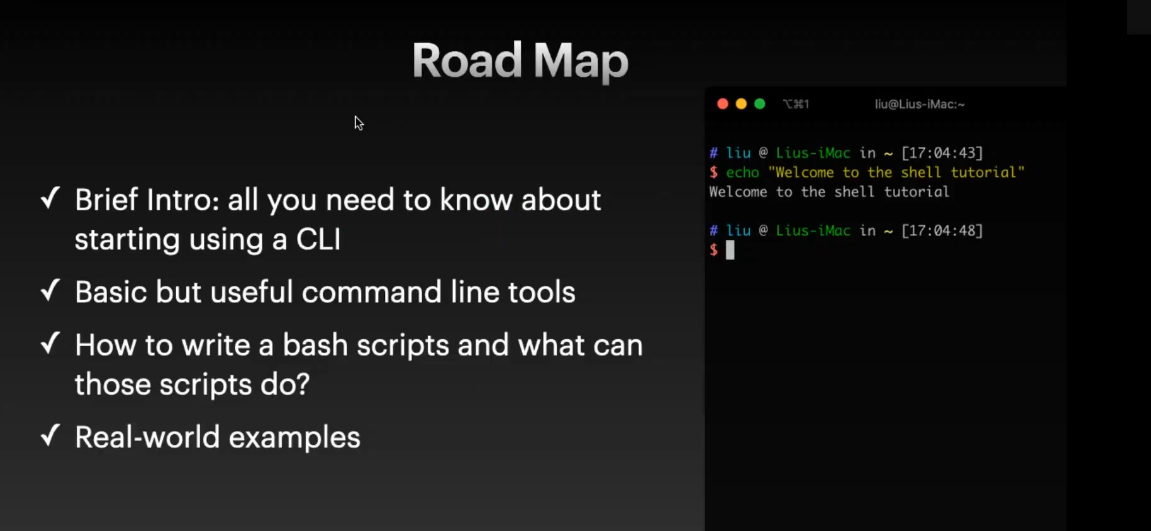 Road Map
✓ Brief Intro: all you need to know about
starting using a CLI
✓ Basic but useful command line tools
✓ How to write a bash scripts and what can
those scripts do?
✓ Real-world examples
⌥⌘1 liu@Lius-iMac:~
# liu @ Lius-iMac in ~ [17:04:43]
$ echo "Welcome to the shell tutorial"
Welcome to the shell tutorial
# liu @ Lius-iMac in ~ [17:04:48]
$